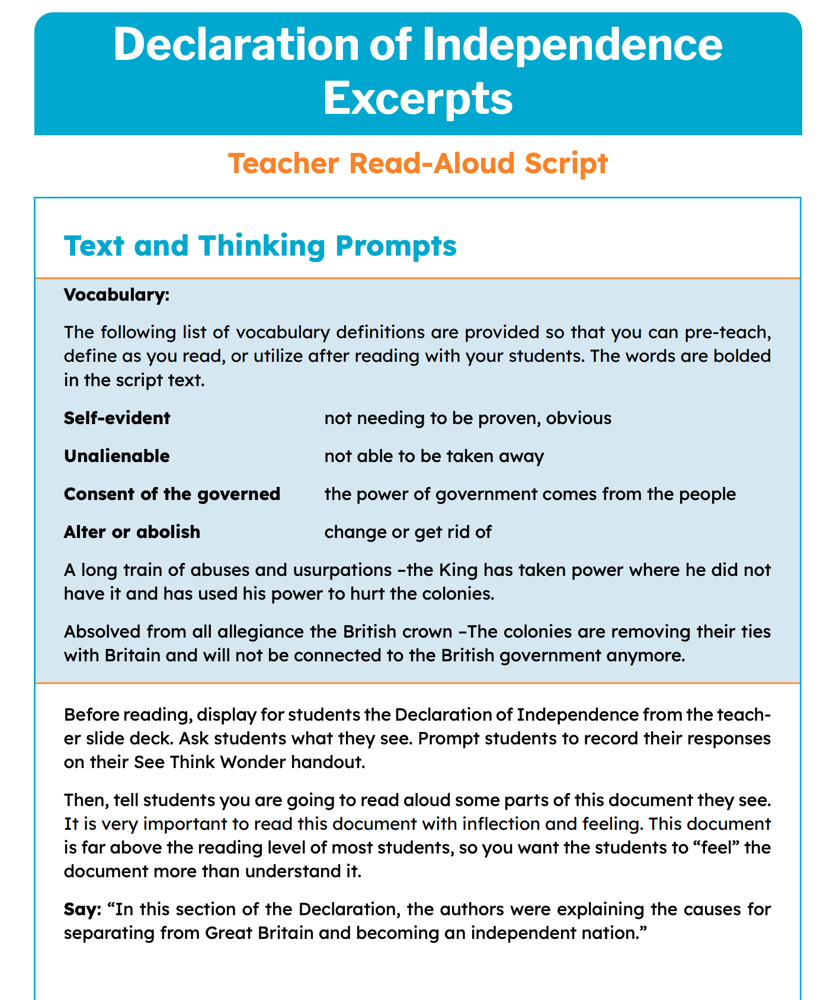 Declaration of Independence
Excerpts
Teacher Read-Aloud Script
Text and Thinking Prompts
Vocabulary:
The following list of vocabulary definitions are provided so that you can pre-teach,
define as you read, or utilize after reading with your students. The words are bolded
in the script text.
Self-evident not needing to be proven, obvious
Unalienable not able to be taken away
Consent of the governed the power of government comes from the people
Alter or abolish change or get rid of
A long train of abuses and usurpations –the King has taken power where he did not
have it and has used his power to hurt the colonies.
Absolved from all allegiance the British crown –The colonies are removing their ties
with Britain and will not be connected to the British government anymore.
Before reading, display for students the Declaration of Independence from the teach-
er slide deck. Ask students what they see. Prompt students to record their responses
on their See Think Wonder handout.
Then, tell students you are going to read aloud some parts of this document they see.
It is very important to read this document with inflection and feeling. This document
is far above the reading level of most students, so you want the students to “feel” the
document more than understand it.
Say: “In this section of the Declaration, the authors were explaining the causes for
separating from Great Britain and becoming an independent nation.”